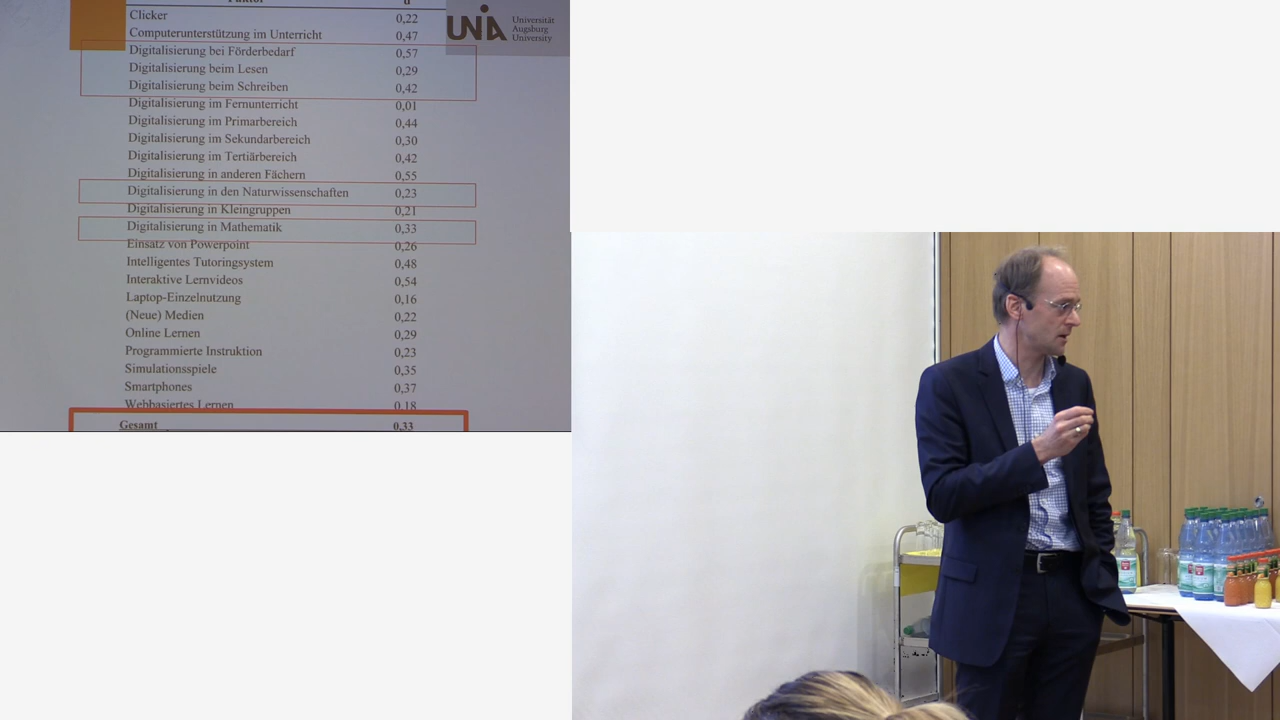 Faktor d
Clicker 0,22
Computerunterstützung im Unterricht 0,47
Digitalisierung bei Förderbedarf 0,57
Digitalisierung beim Lesen 0,29
Digitalisierung beim Schreiben 0,42
Digitalisierung im Fernunterricht 0,01
Digitalisierung im Primarbereich 0,44
Digitalisierung im Sekundarbereich 0,30
Digitalisierung im Tertiärbereich 0,42
Digitalisierung in anderen Fächern 0,55
Digitalisierung in den Naturwissenschaften 0,23
Digitalisierung in Kleingruppen 0,21
Digitalisierung in Mathematik 0,33
Einsatz von Powerpoint 0,26
Intelligentes Tutoringsystem 0,48
Interaktive Lernvideos 0,54
Laptop-Einzelnutzung 0,16
(Neue) Medien 0,22
Online Lernen 0,29
Programmierte Instruktion 0,23
Simulationsspiele 0,35
Smartphones 0,37
Webbasiertes Lernen 0,18
Gesamt 0,33
UNIA
Universität
Augsburg
University